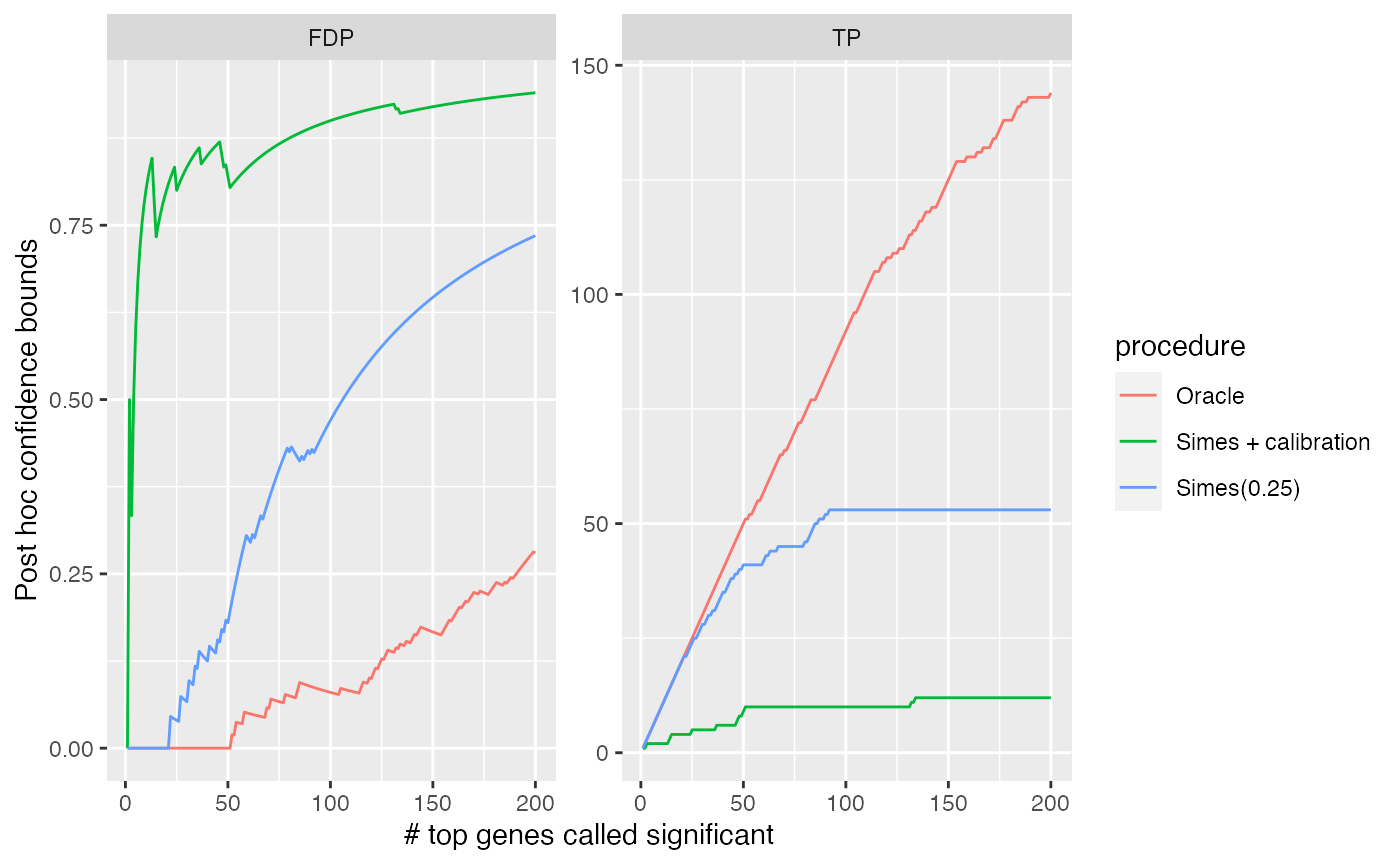 FDP
TP
Post hoc confidence bounds
0.75
0.50
0.25
0.00
150
100
50
0
0 50 100 150 200
0 50 100 150 200
# top genes called significant
procedure
Oracle
Simes + calibration
Simes(0.25)